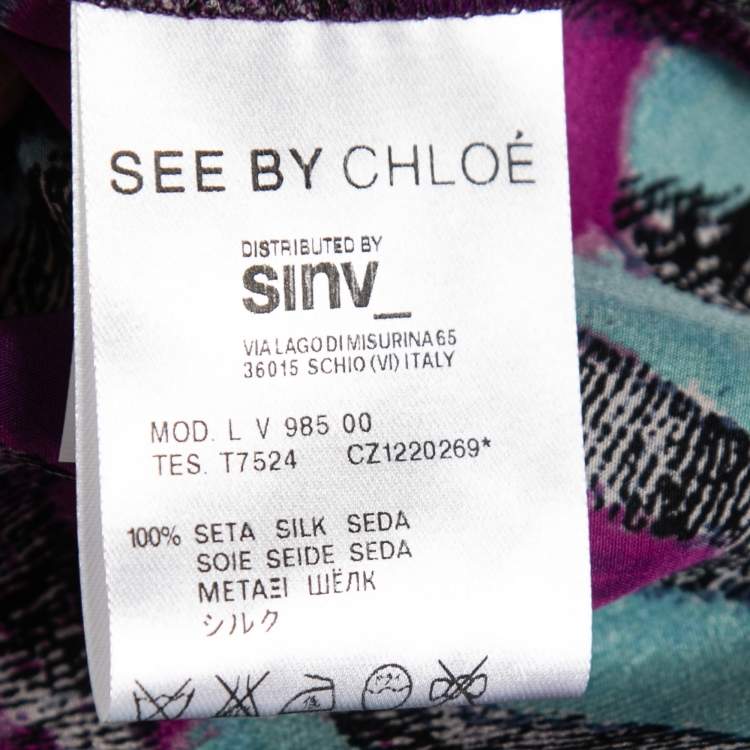 SEE BY CHLOÉ
DISTRIBUTED BY
sinv_
VIA LAGO DI MISURINA 65
36015 SCHIO (VI) ITALY
MOD. L V 985 00
TES. T7524 CZ1220269*
100% SETA SILK SEDA
SOIE SEIDE SEDA
ΜΕΤΑΞΙ ШЁЛК
シルク